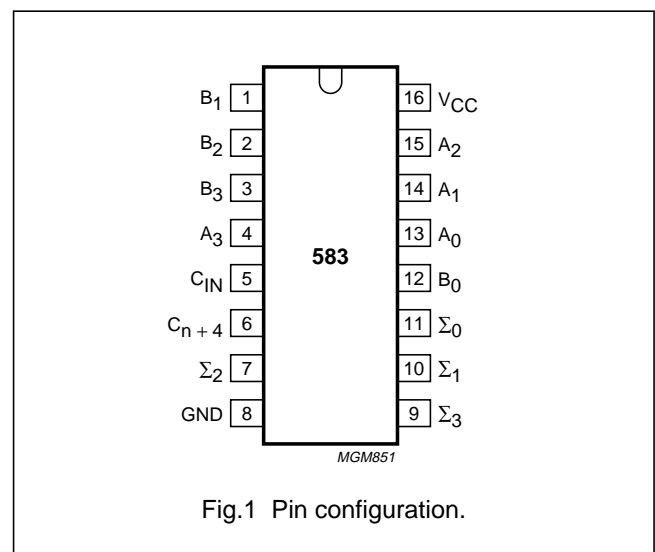 B1 1 16 VCC
B2 2 15 A2
B3 3 14 A1
A3 4 13 A0
583
CIN 5 12 B0
Cn + 4 6 11 Σ0
Σ2 7 10 Σ1
GND 8 9 Σ3
MGM851
Fig.1 Pin configuration.